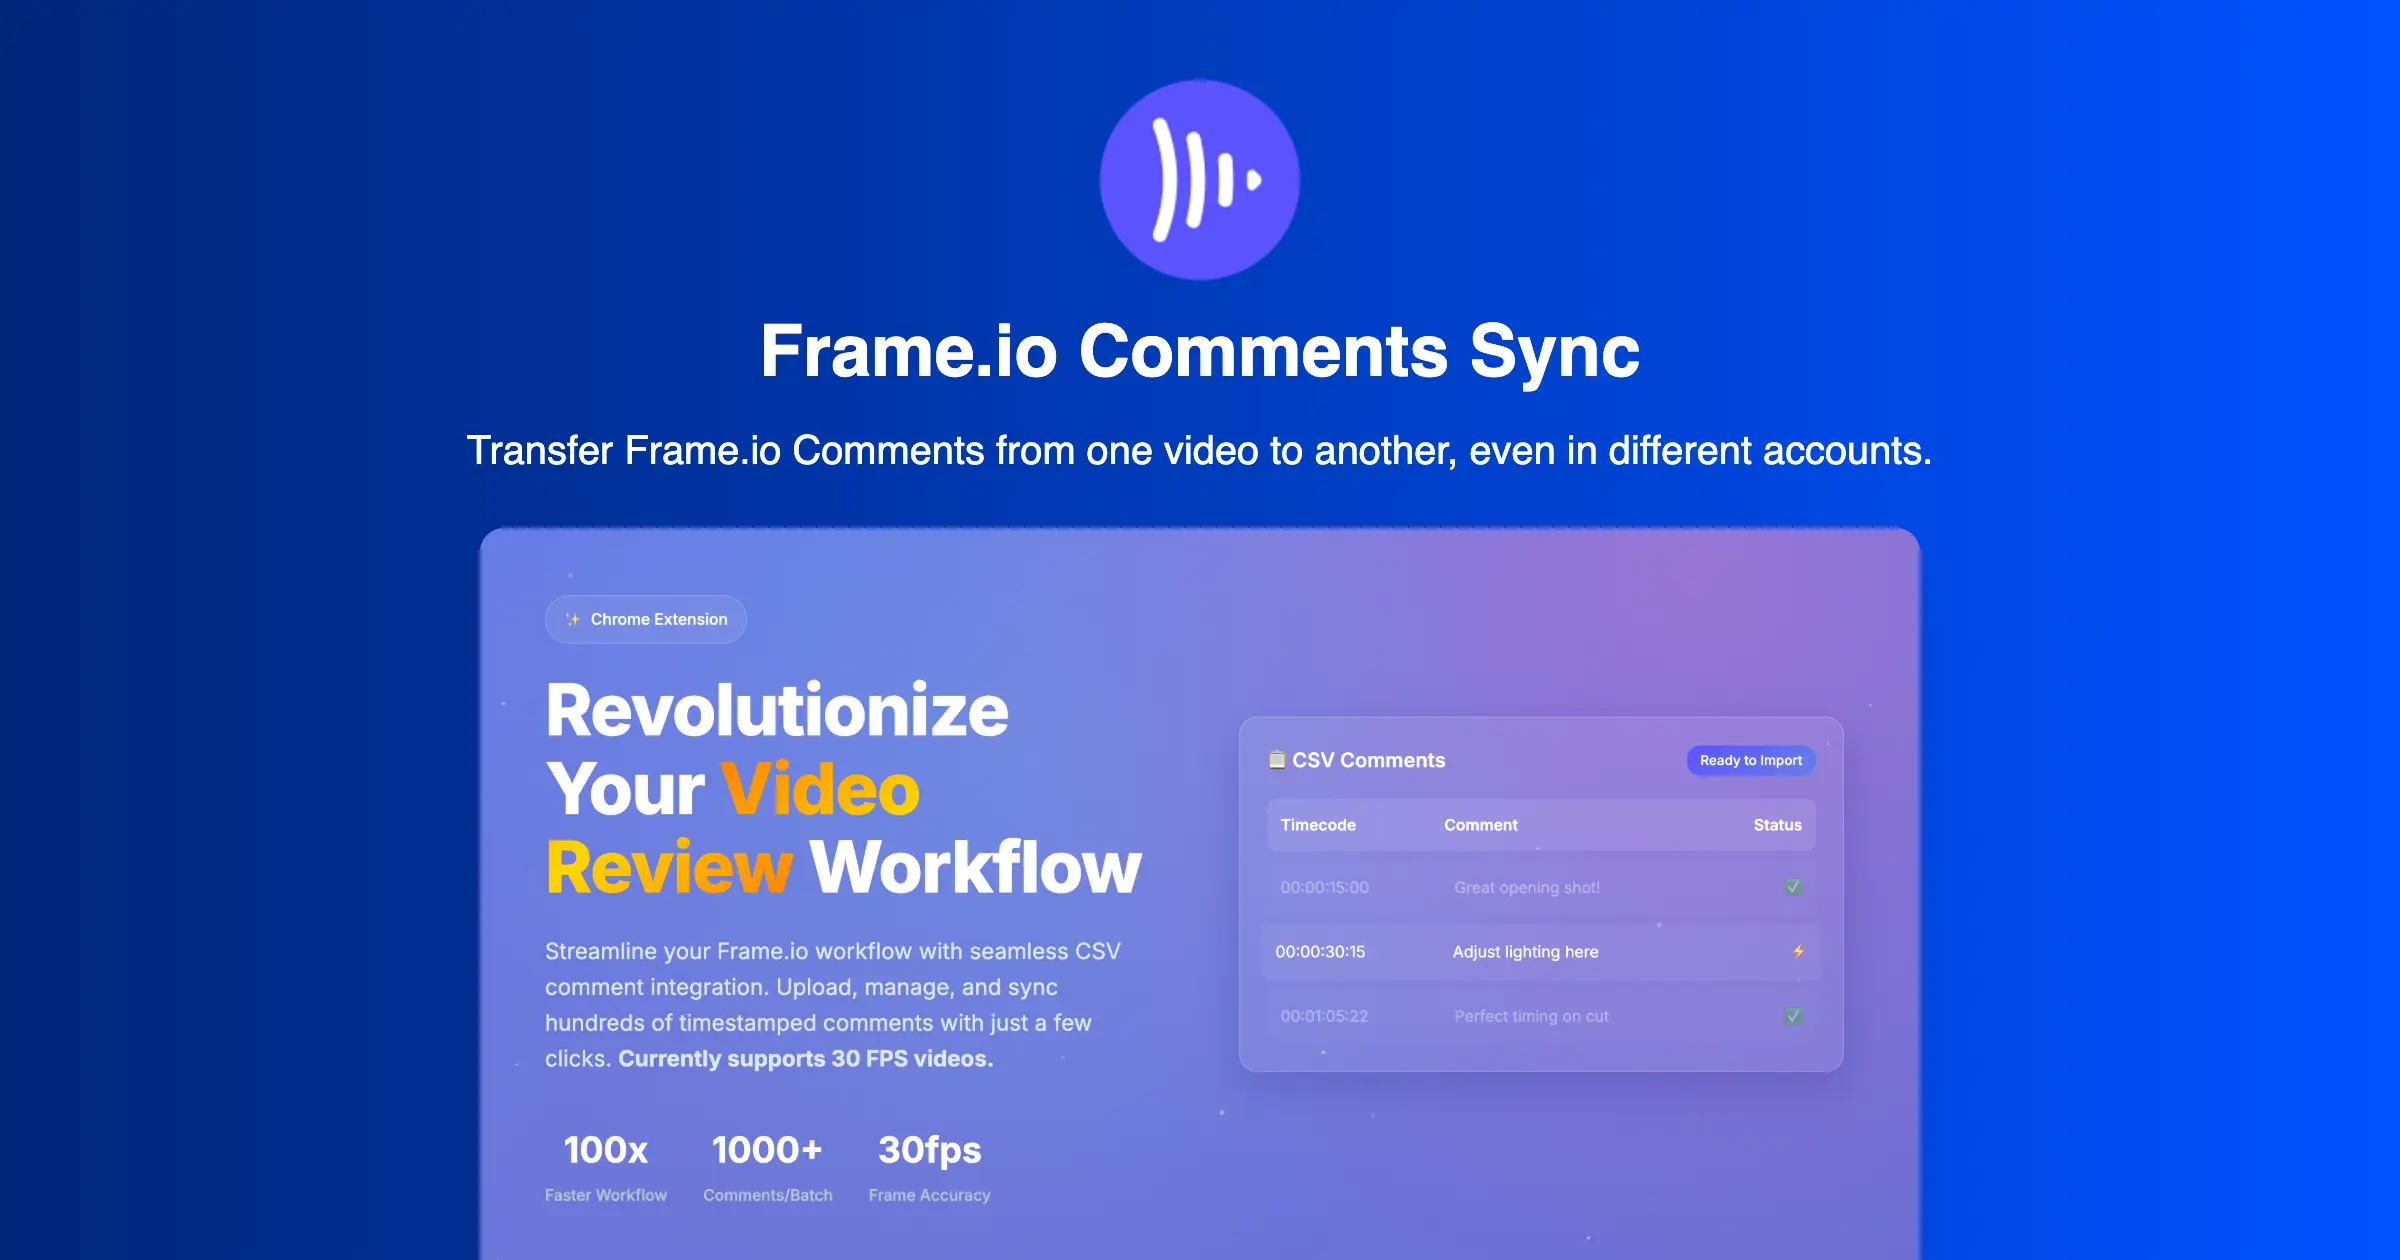 Frame.io Comments Sync
Transfer Frame.io Comments from one video to another, even in different accounts.
✨ Chrome Extension
Revolutionize
Your Video
Review Workflow
Streamline your Frame.io workflow with seamless CSV
comment integration. Upload, manage, and sync
hundreds of timestamped comments with just a few
clicks. Currently supports 30 FPS videos.
100x 1000+ 30fps
Faster Workflow Comments/Batch Frame Accuracy
📋 CSV Comments Ready to Import
Timecode Comment Status
00:00:15:00 Great opening shot! ✅
00:00:30:15 Adjust lighting here ⚡
00:01:05:22 Perfect timing on cut ✅